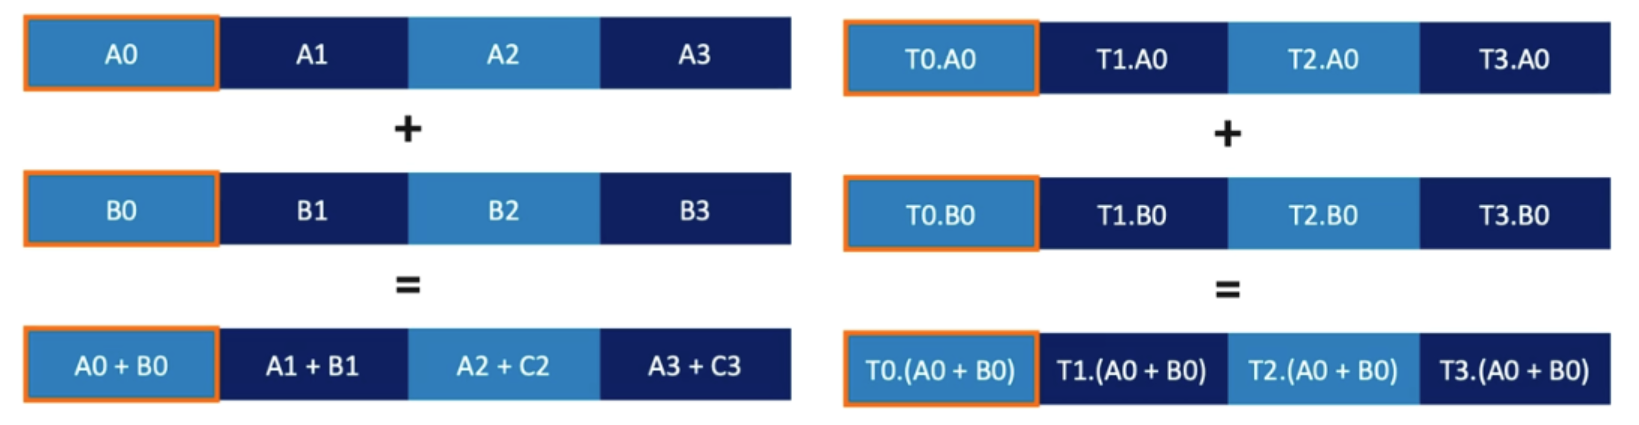 A0 A1 A2 A3
+
B0 B1 B2 B3
=
A0 + B0 A1 + B1 A2 + C2 A3 + C3
T0.A0 T1.A0 T2.A0 T3.A0
+
T0.B0 T1.B0 T2.B0 T3.B0
=
T0.(A0 + B0) T1.(A0 + B0) T2.(A0 + B0) T3.(A0 + B0)